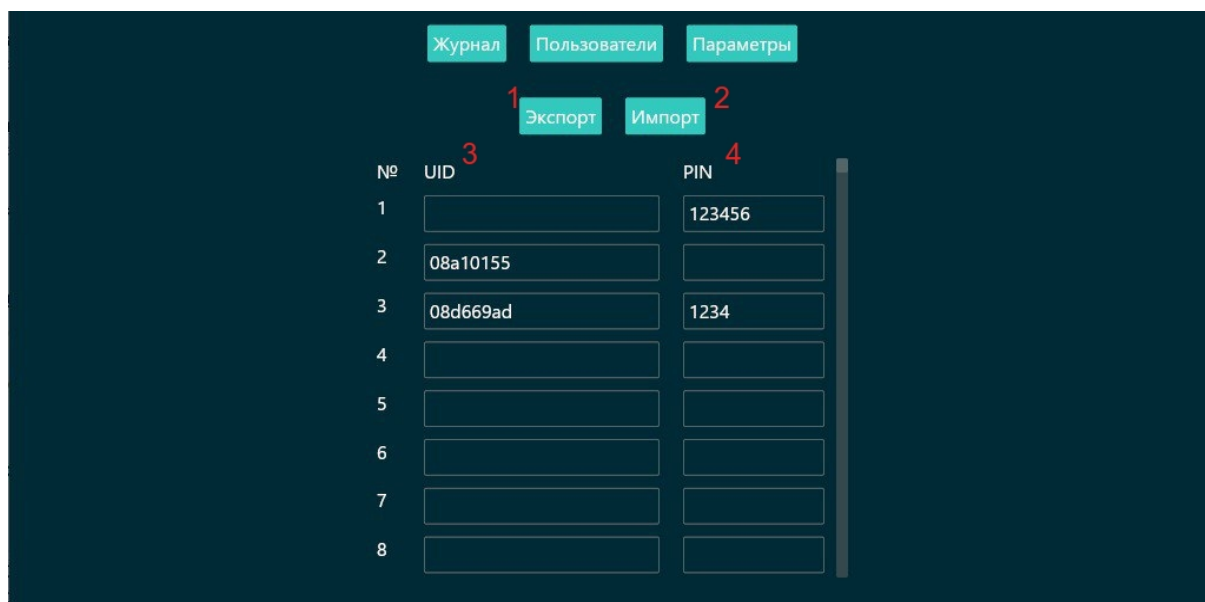 Журнал Пользователи Параметры
1 Экспорт Импорт 2
№ UID 3 PIN 4
1 123456
2 08a10155
3 08d669ad 1234
4
5
6
7
8